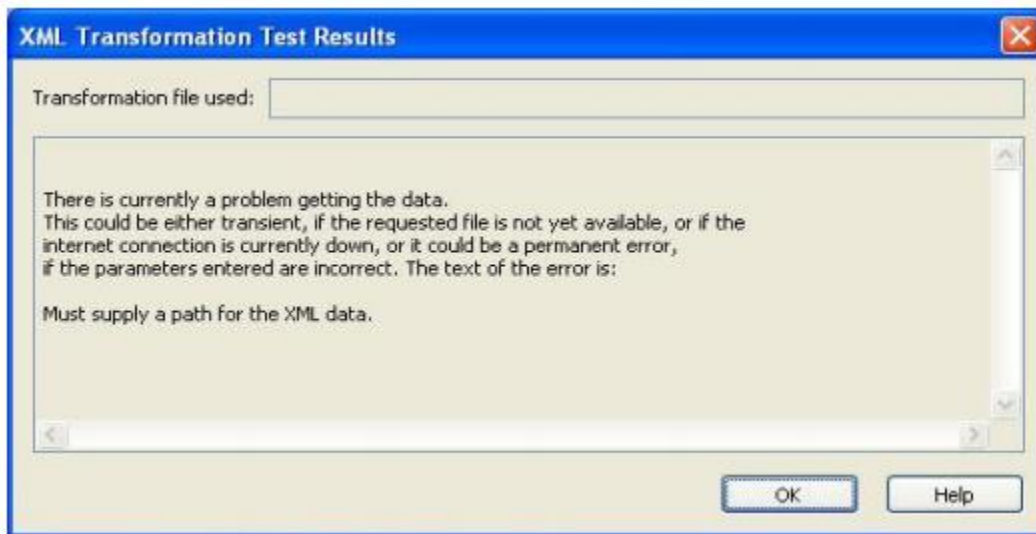 XML Transformation Test Results
Transformation file used:
There is currently a problem getting the data.
This could be either transient, if the requested file is not yet available, or if the
internet connection is currently down, or it could be a permanent error,
if the parameters entered are incorrect. The text of the error is:
Must supply a path for the XML data.
OK
Help